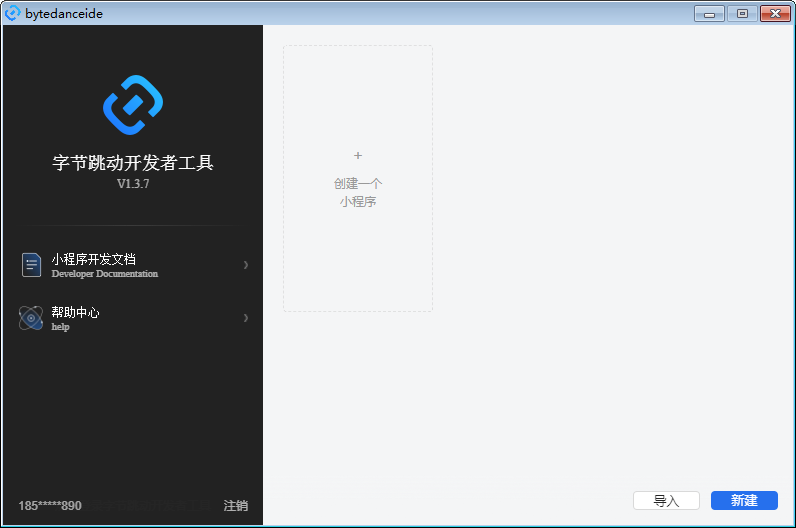 bytedanceide
字节跳动开发者工具
V1.3.7
小程序开发文档
Developer Documentation
帮助中心
help
185*****890
注销
+
创建一个
小程序
导入
新建